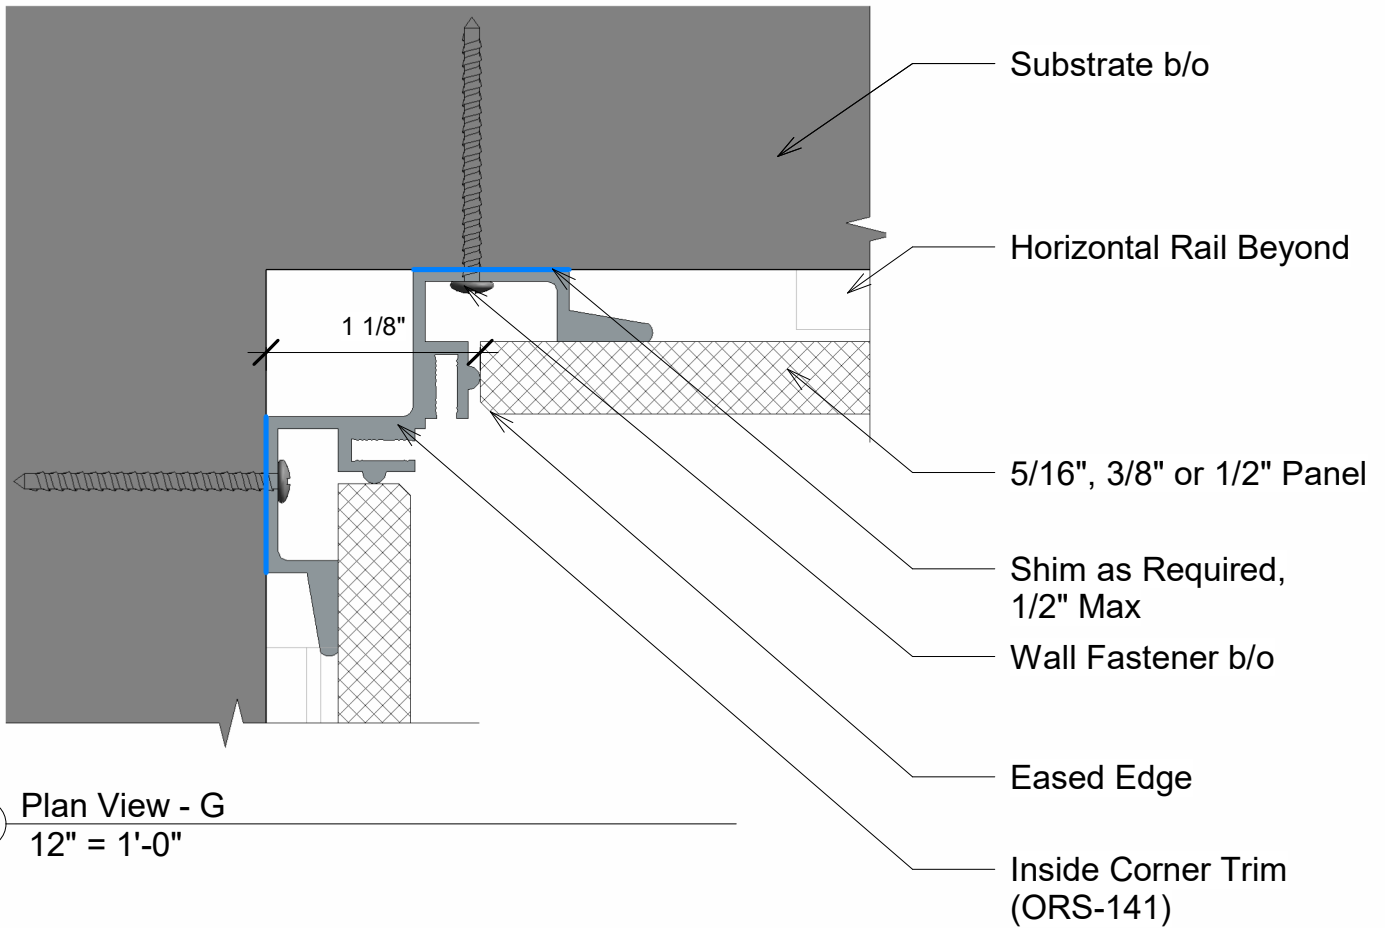 Substrate b/o
Horizontal Rail Beyond
1 1/8"
5/16", 3/8" or 1/2" Panel
Shim as Required,
1/2" Max
Wall Fastener b/o
Eased Edge
Plan View - G
12" = 1'-0"
Inside Corner Trim
(ORS-141)